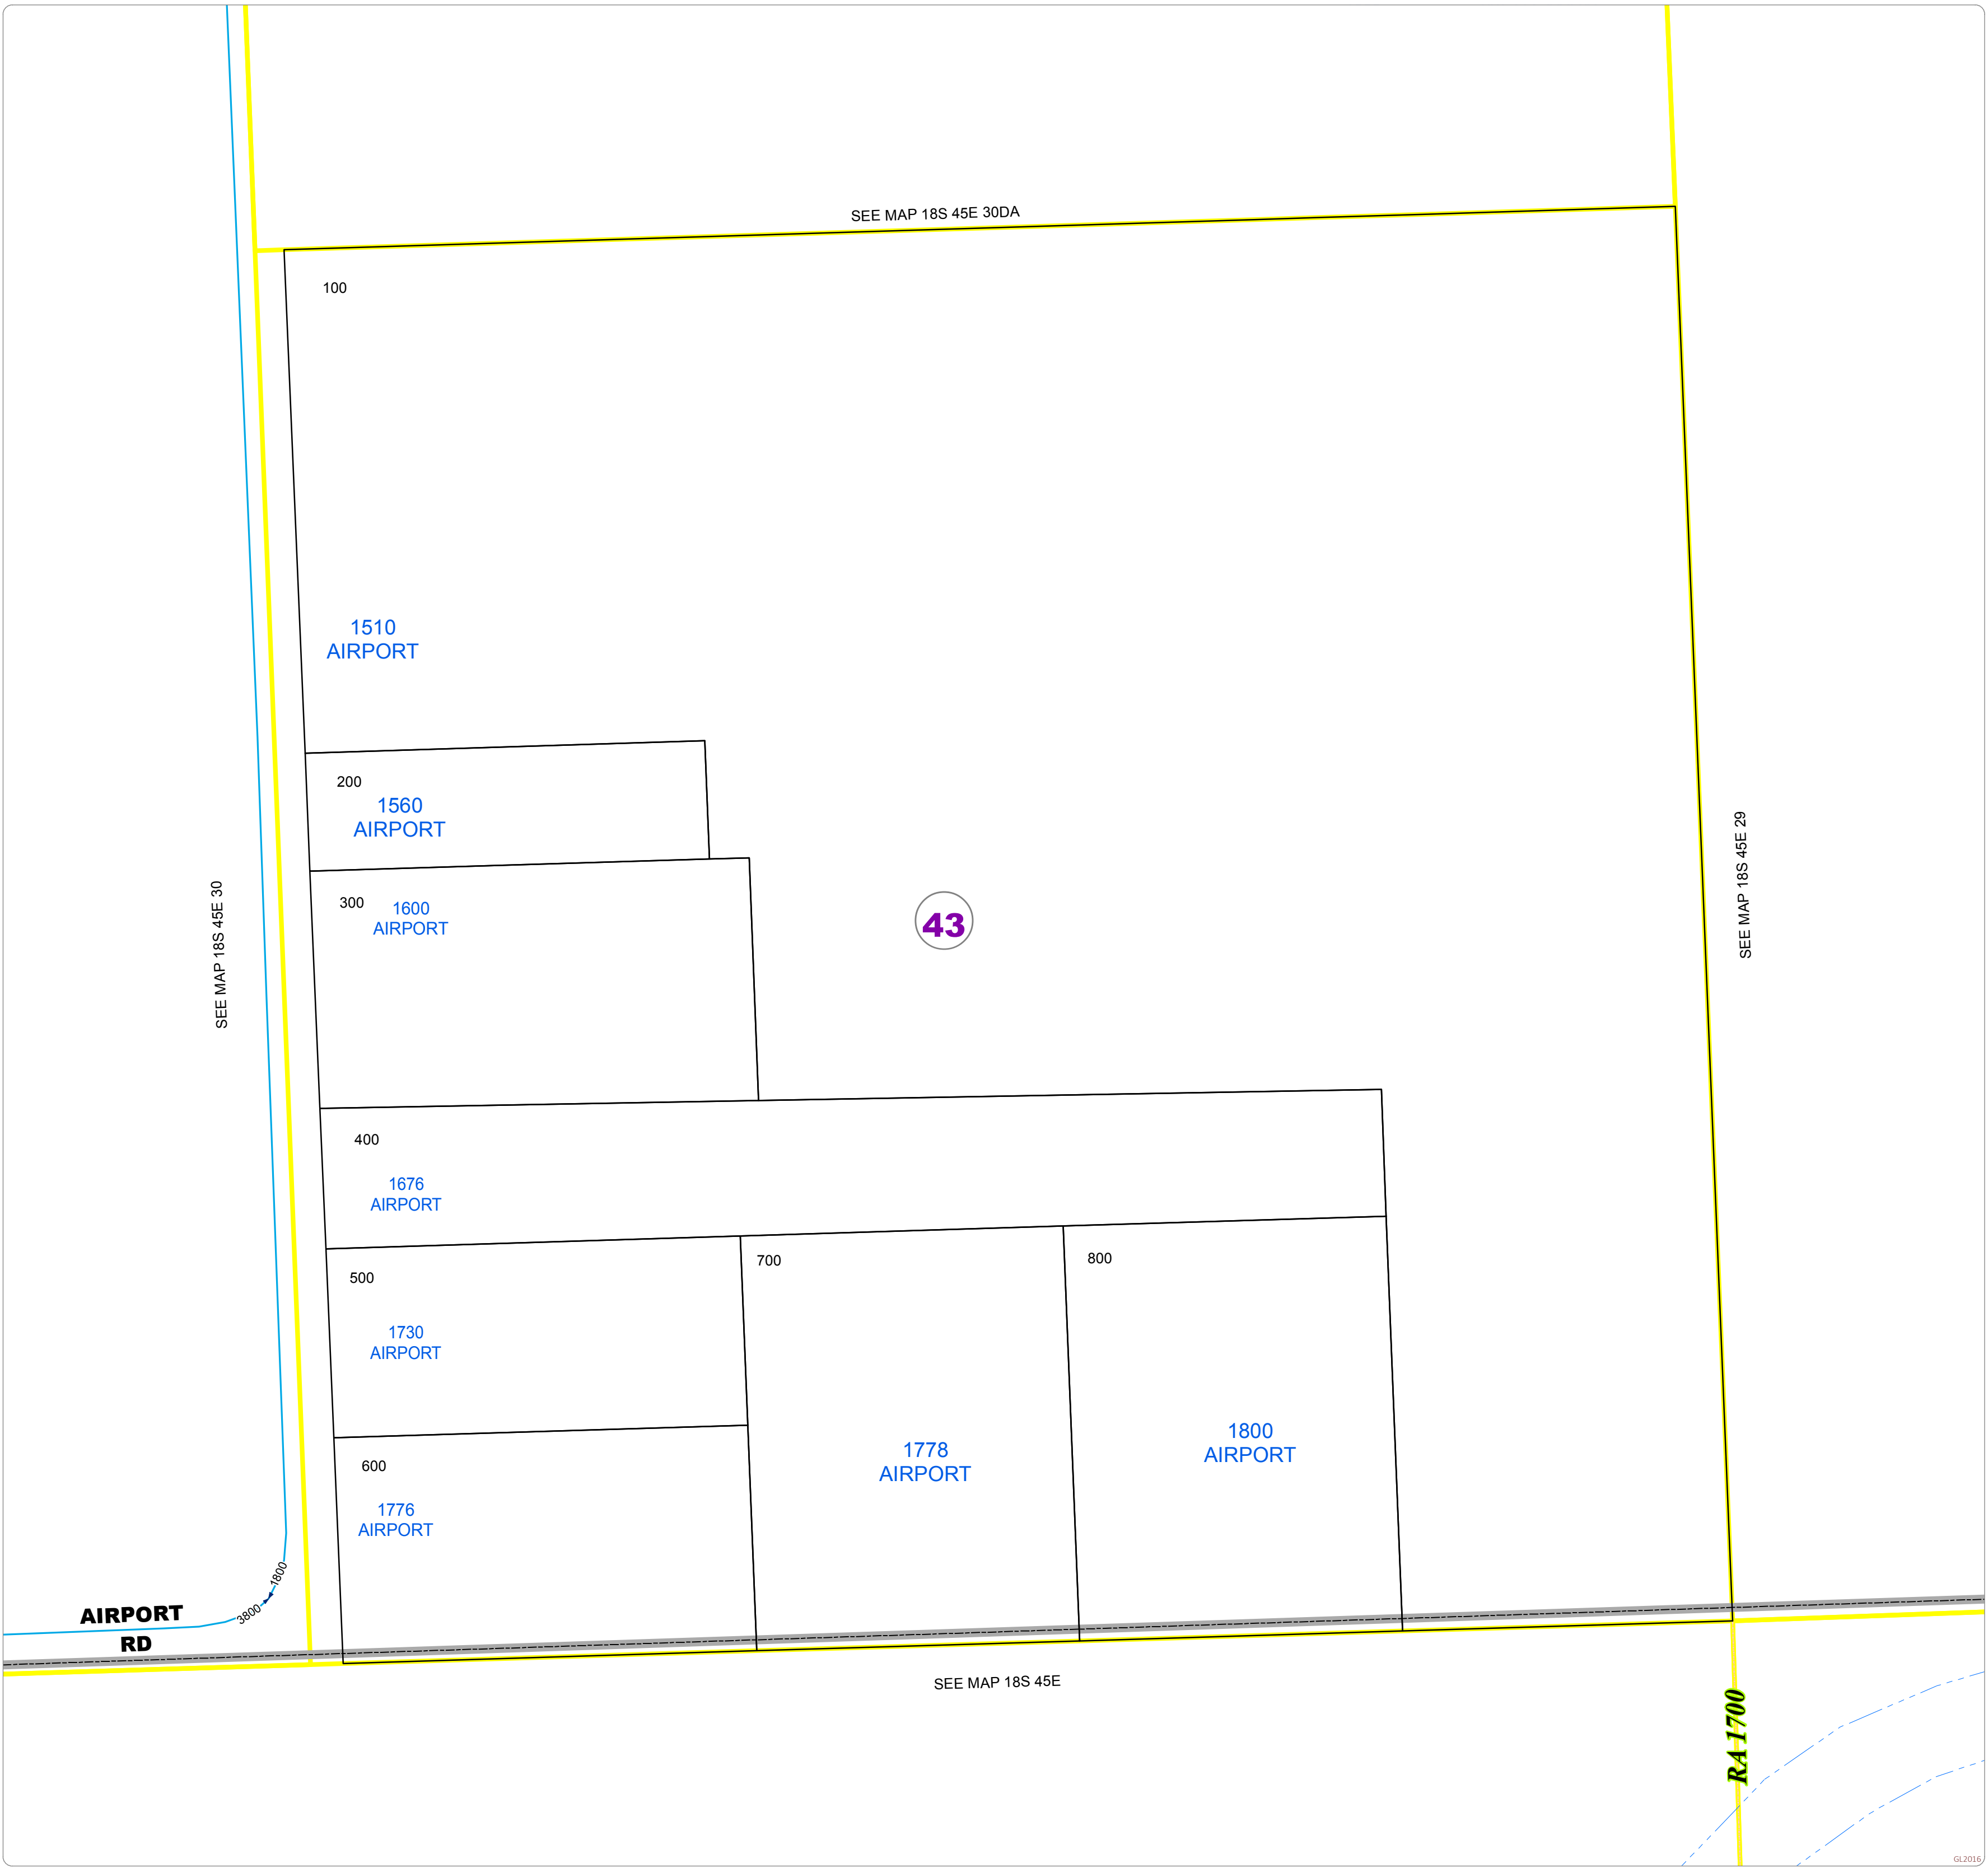 SEE MAP 18S 45E 30DA
100
1510
AIRPORT
200
1560
AIRPORT
300
1600
AIRPORT
43
SEE MAP 18S 45E 30
SEE MAP 18S 45E 29
400
1676
AIRPORT
500
1730
AIRPORT
700
800
600
1776
AIRPORT
1778
AIRPORT
1800
AIRPORT
1800
3800
AIRPORT
RD
SEE MAP 18S 45E
RA 1700
GL2016